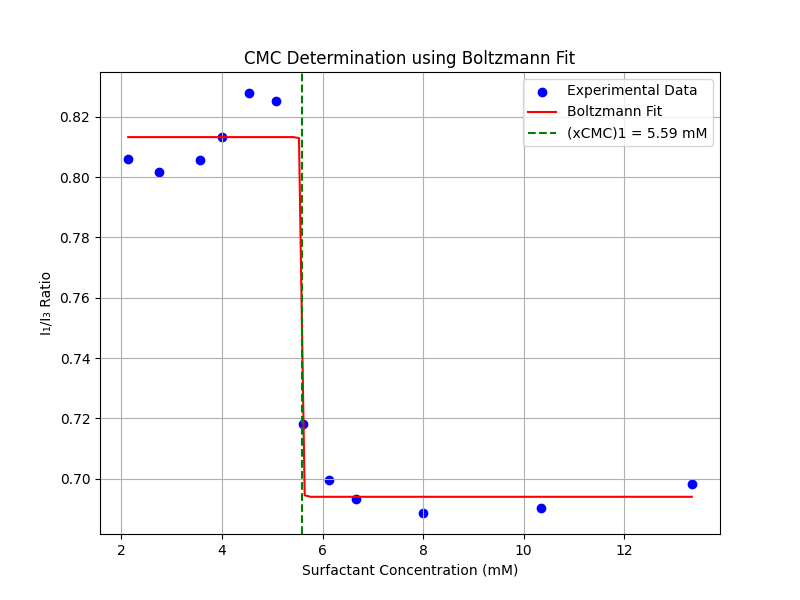 CMC Determination using Boltzmann Fit
Experimental Data
Boltzmann Fit
(xCMC)1 = 5.59 mM
I₁/I₃ Ratio
0.82
0.80
0.78
0.76
0.74
0.72
0.70
2 4 6 8 10 12
Surfactant Concentration (mM)